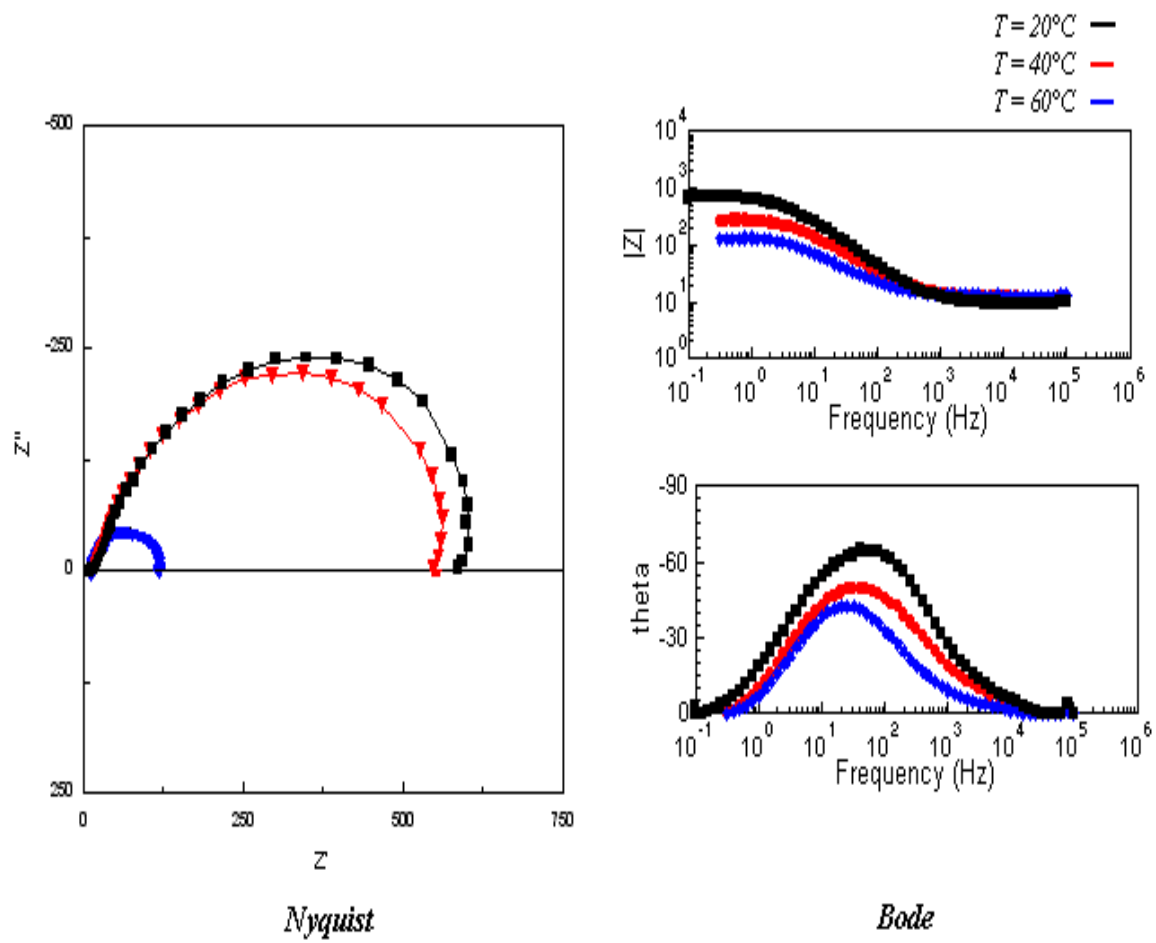 T = 20°C
T = 40°C
T = 60°C
-500
-250
0
250
Z''
0 250 500 750
Z'
Nyquist
10^4
10^3
10^2
10^1
10^0
|Z|
10^-1 10^0 10^1 10^2 10^3 10^4 10^5 10^6
Frequency (Hz)
-90
-60
-30
0
theta
10^-1 10^0 10^1 10^2 10^3 10^4 10^5 10^6
Frequency (Hz)
Bode